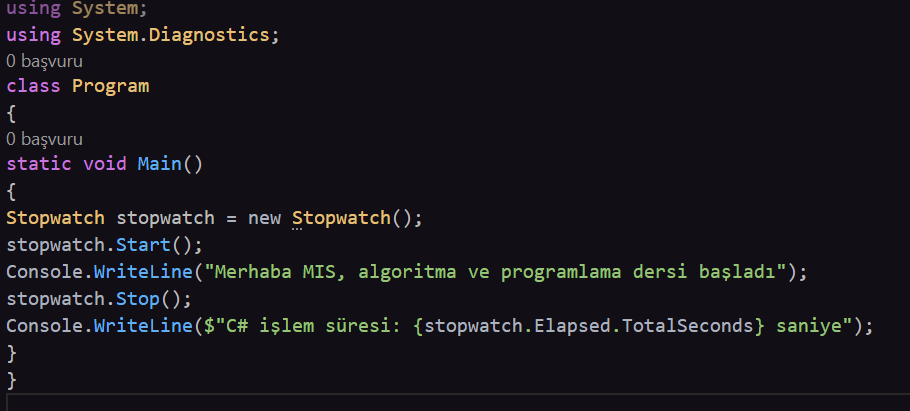 using System;
using System.Diagnostics;
0 başvuru
class Program
{
0 başvuru
static void Main()
{
Stopwatch stopwatch = new Stopwatch();
stopwatch.Start();
Console.WriteLine("Merhaba MIS, algoritma ve programlama dersi başladı");
stopwatch.Stop();
Console.WriteLine($"C# işlem süresi: {stopwatch.Elapsed.TotalSeconds} saniye");
}
}